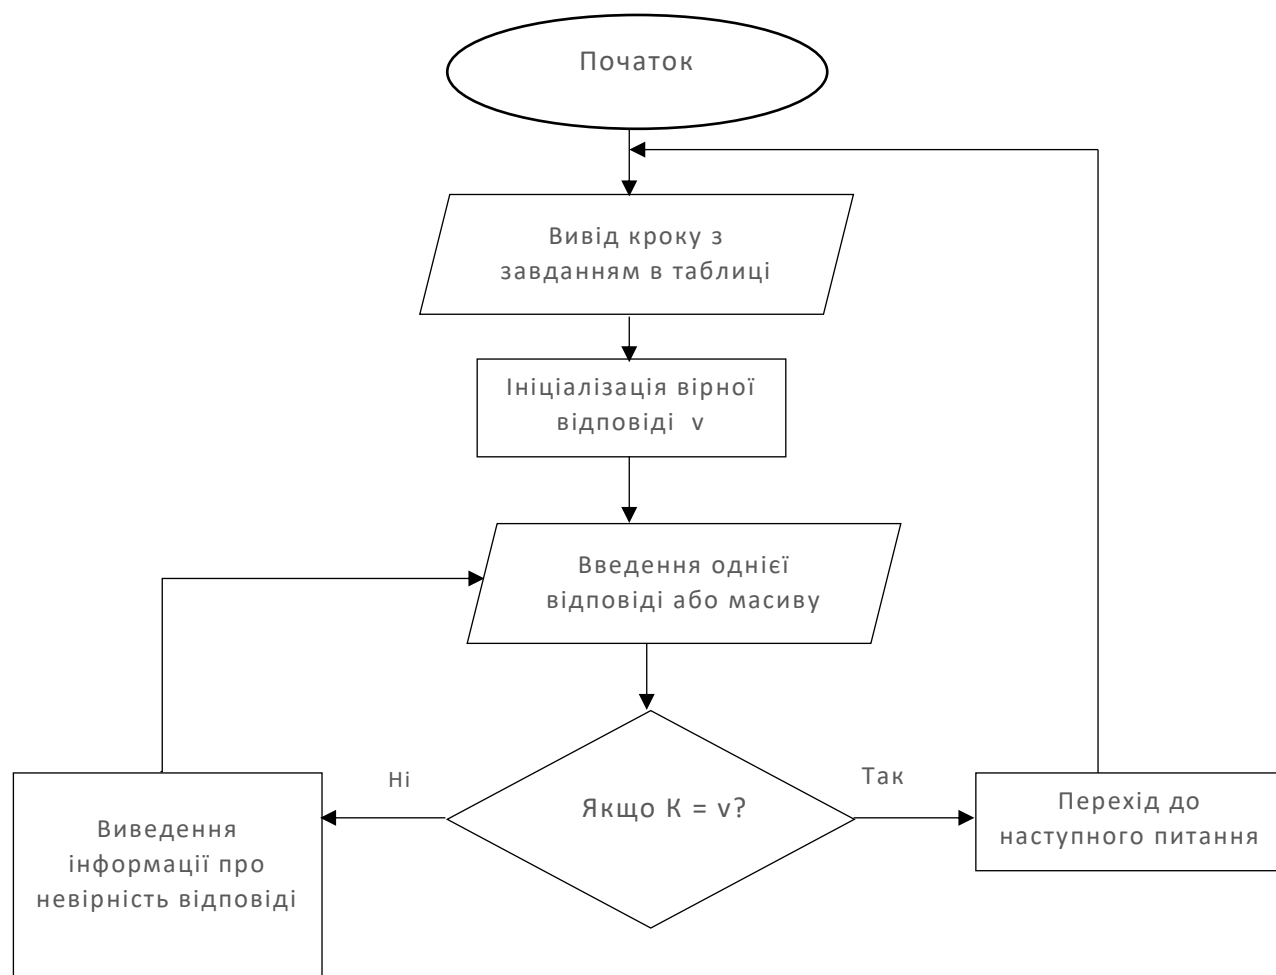 Початок
Вивід кроку з
завданням в таблиці
Ініціалізація вірної
відповіді v
Введення однієї
відповіді або масиву
Ні
Якщо K = v?
Так
Виведення
інформації про
невірність відповіді
Перехід до
наступного питання